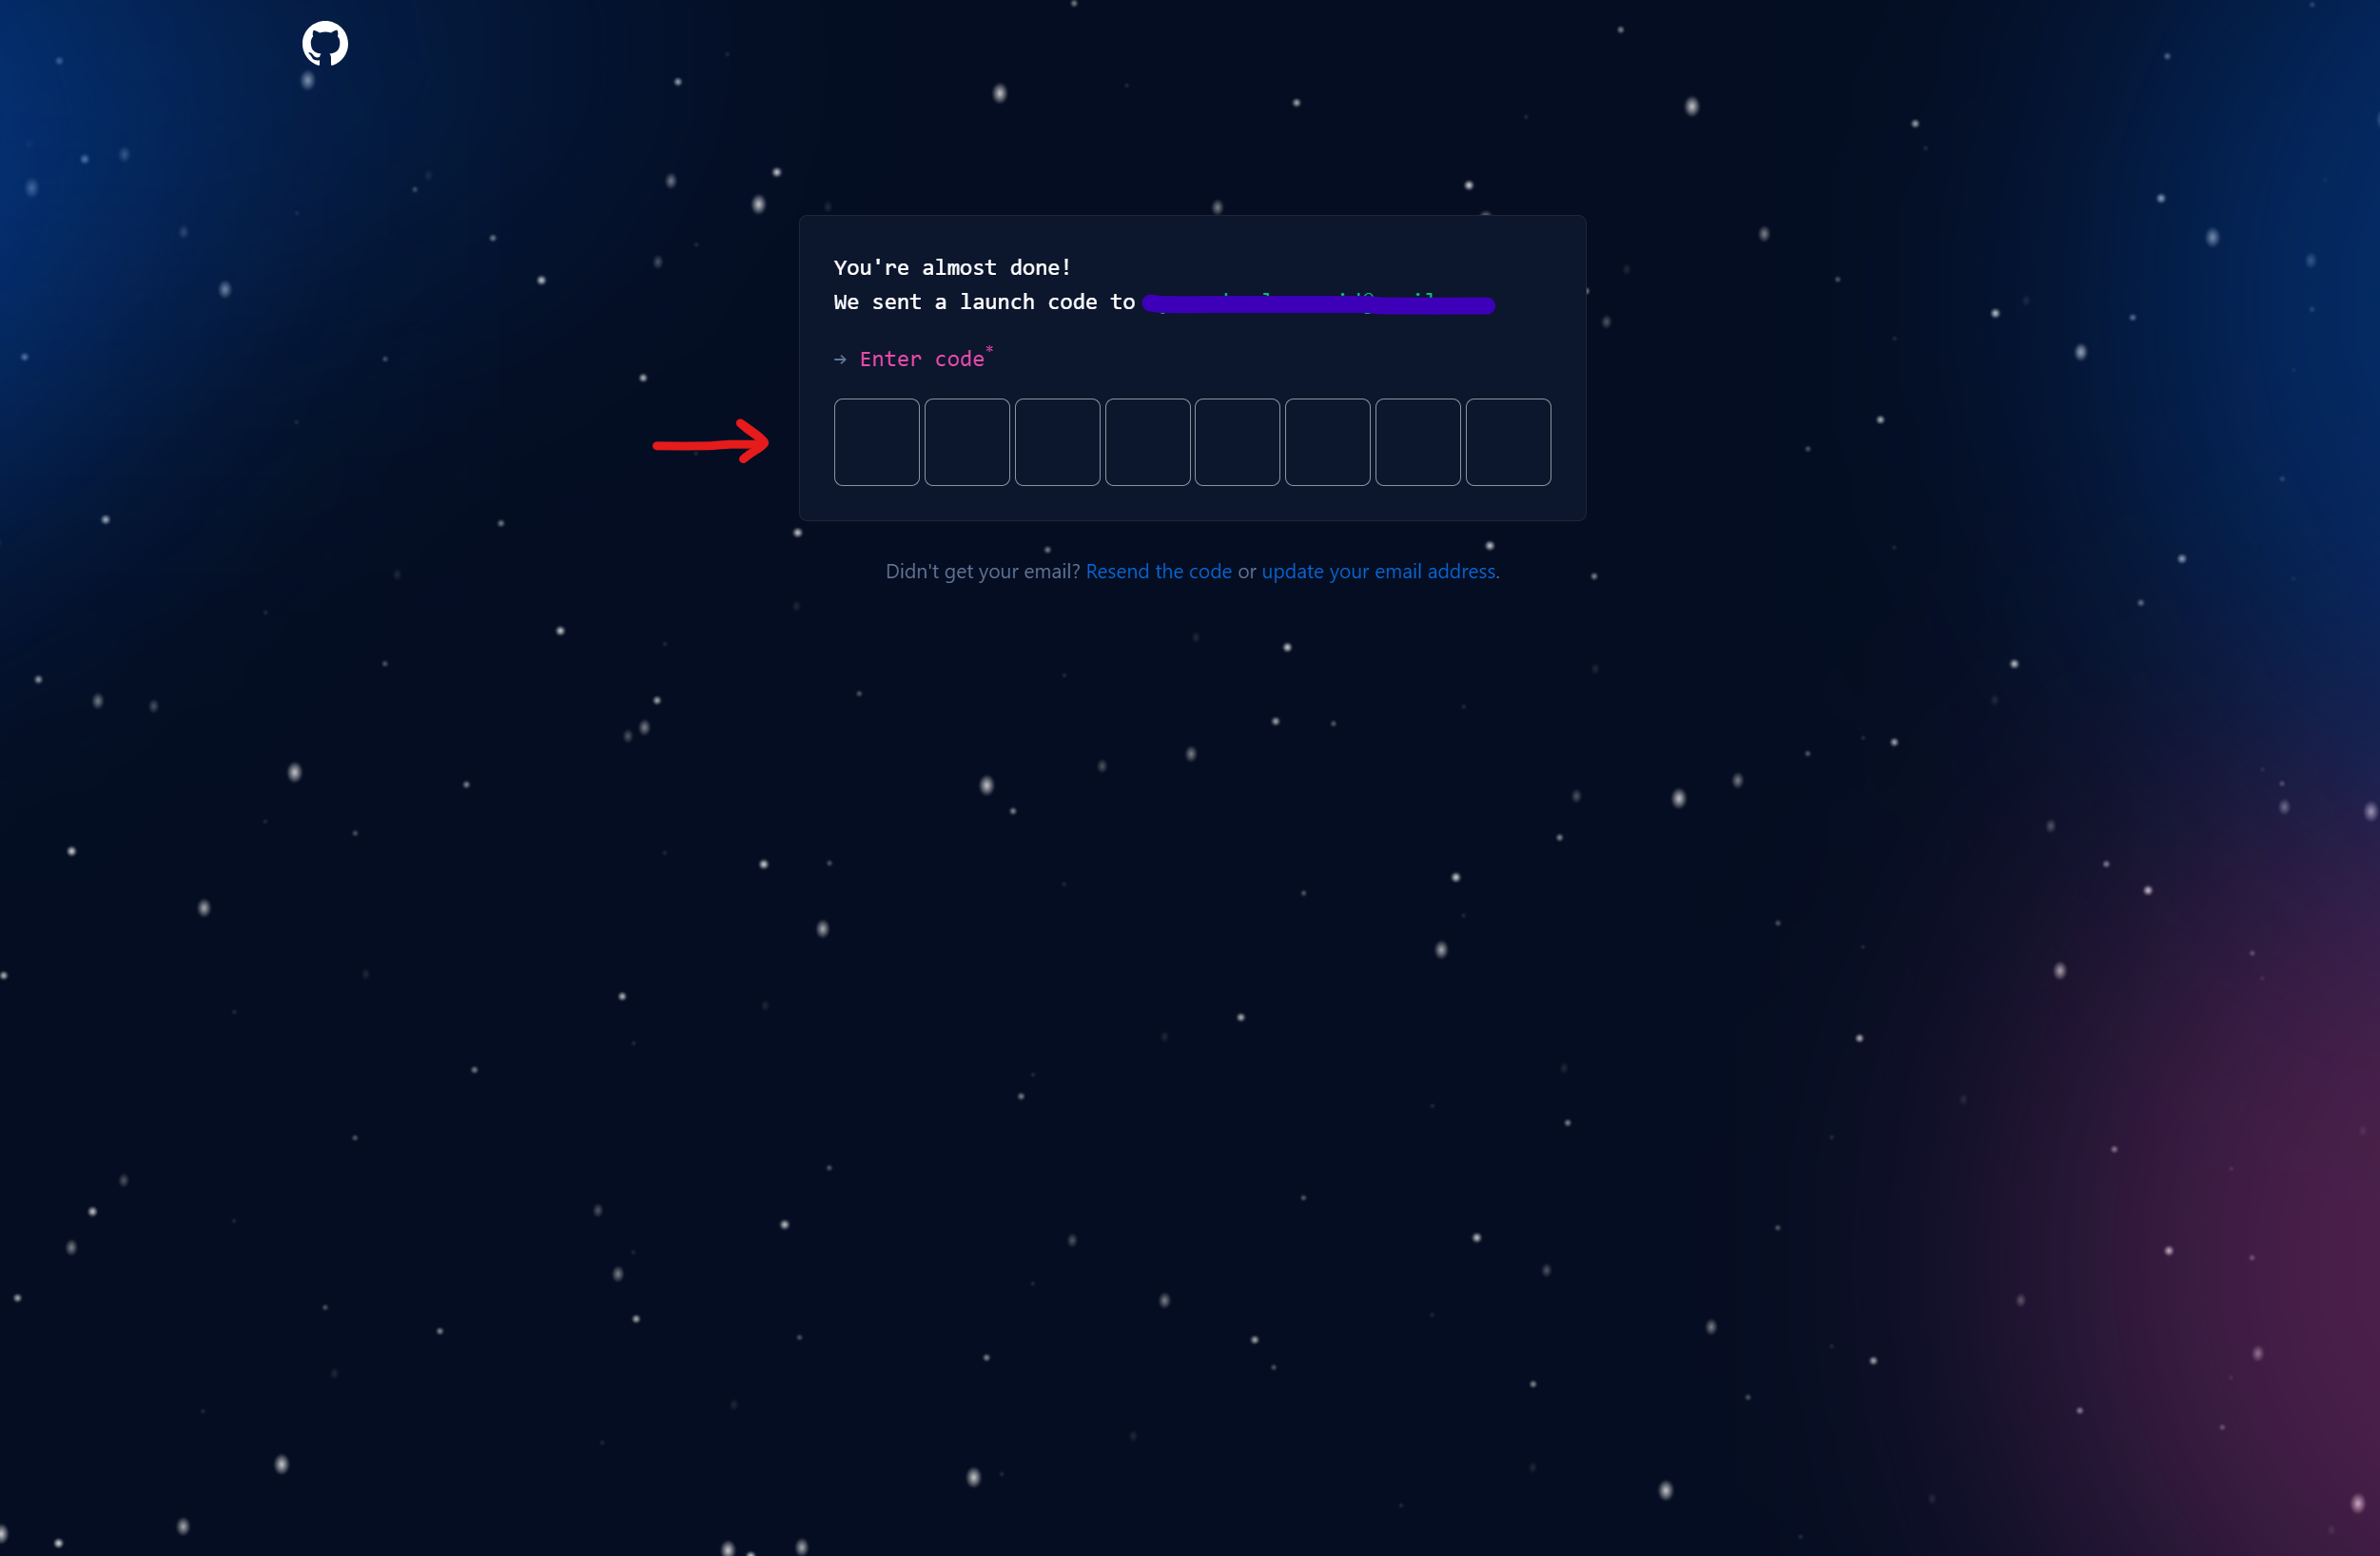 You're almost done!
We sent a launch code to
→ Enter code*
Didn't get your email? Resend the code or update your email address.